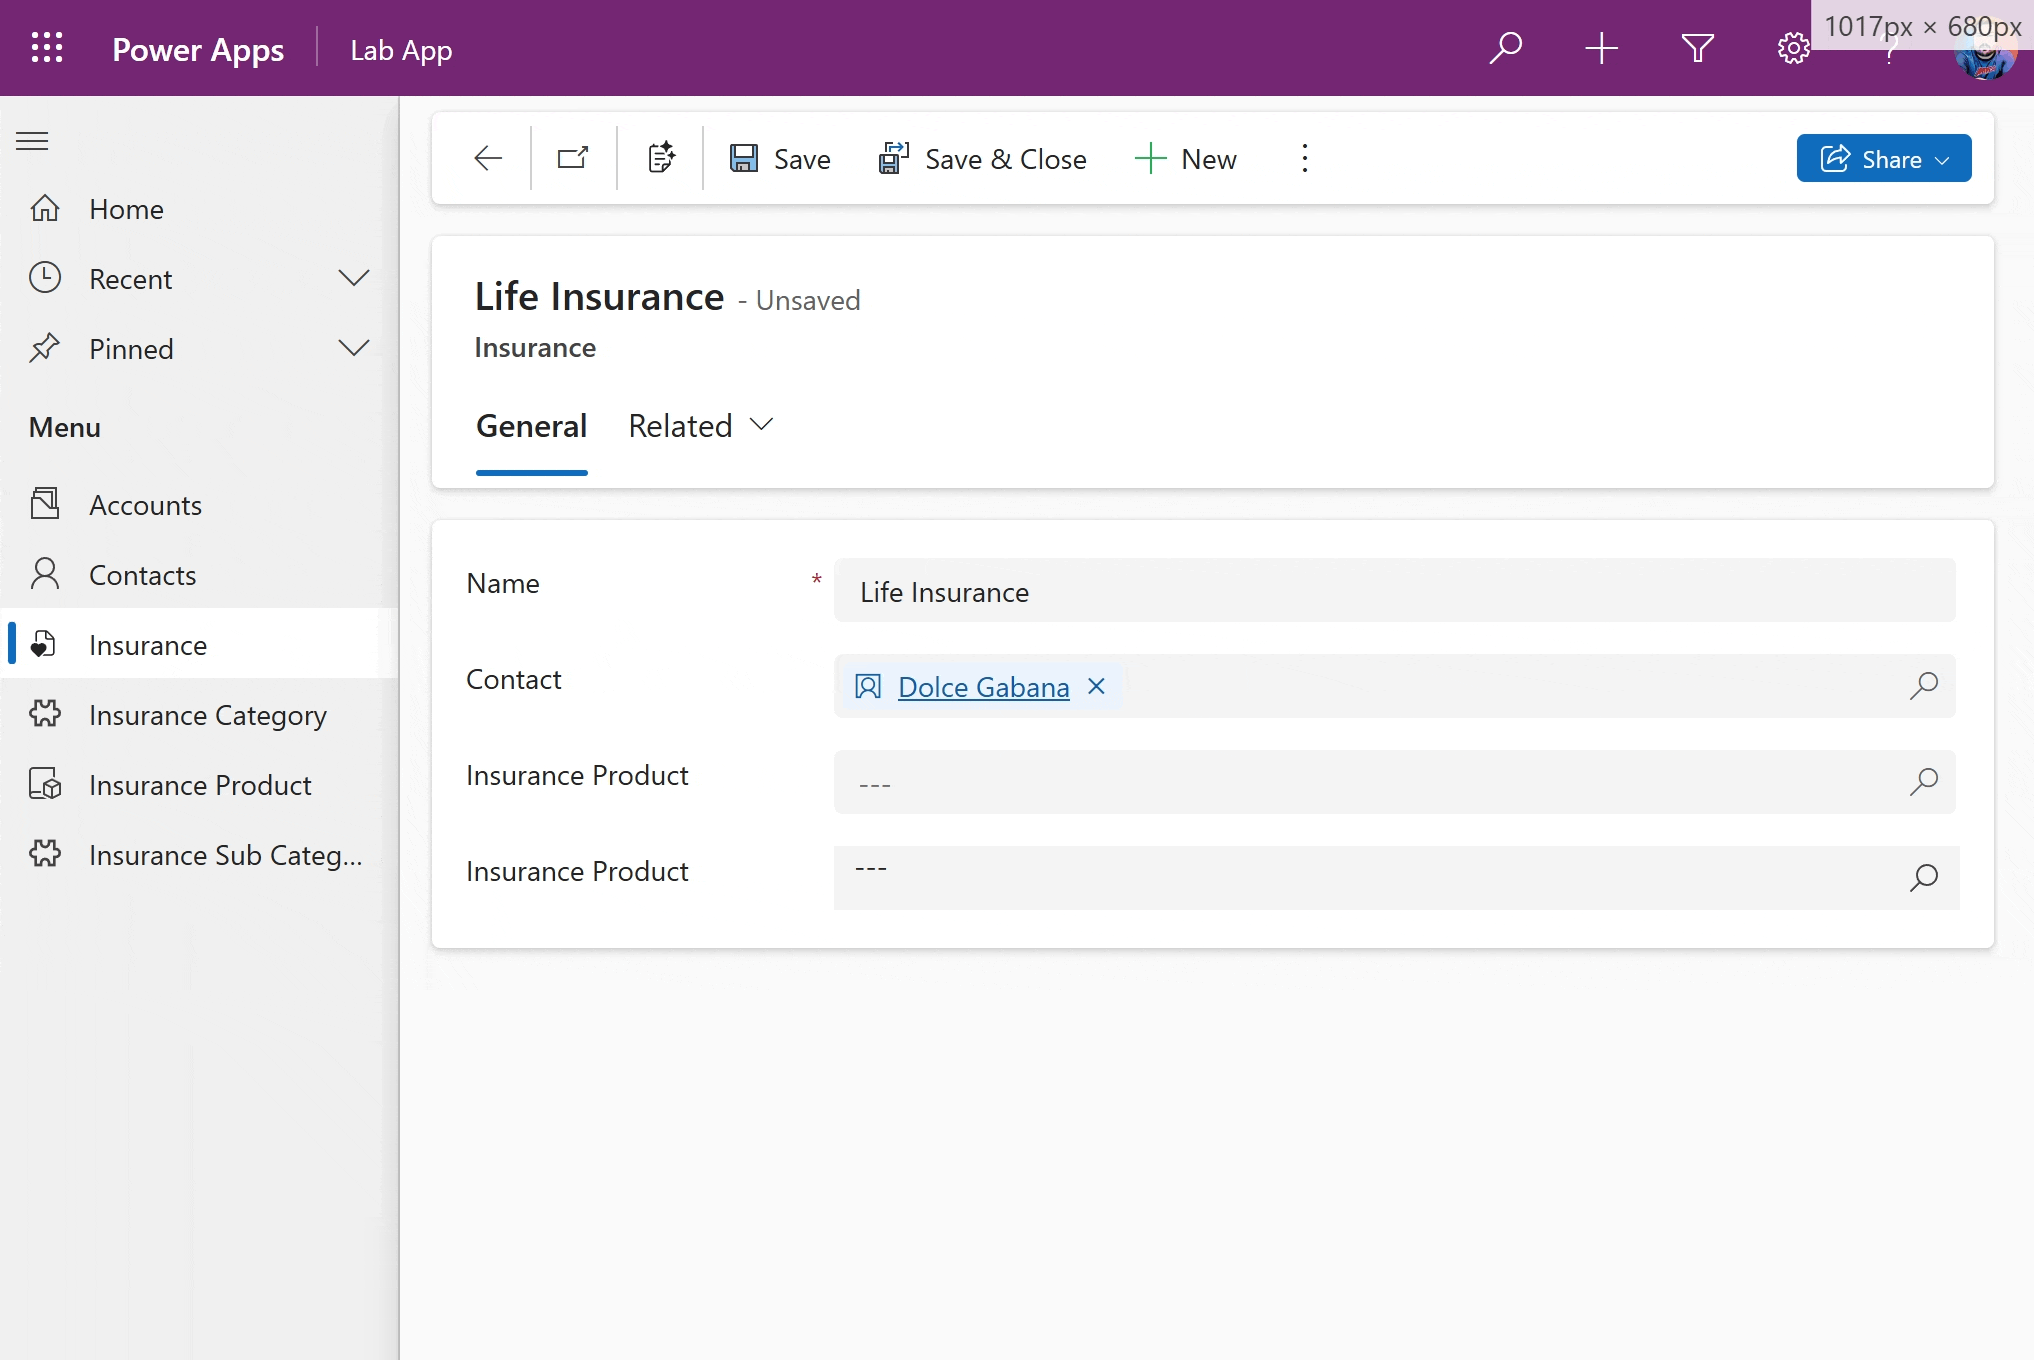 Power Apps
Lab App
1017px × 680px
?
Save
Save & Close
New
Share
Home
Recent
Pinned
Menu
Accounts
Contacts
Insurance
Insurance Category
Insurance Product
Insurance Sub Categ...
Life Insurance - Unsaved
Insurance
General
Related
Name *
Life Insurance
Contact
Dolce Gabana
Insurance Product
---
Insurance Product
---